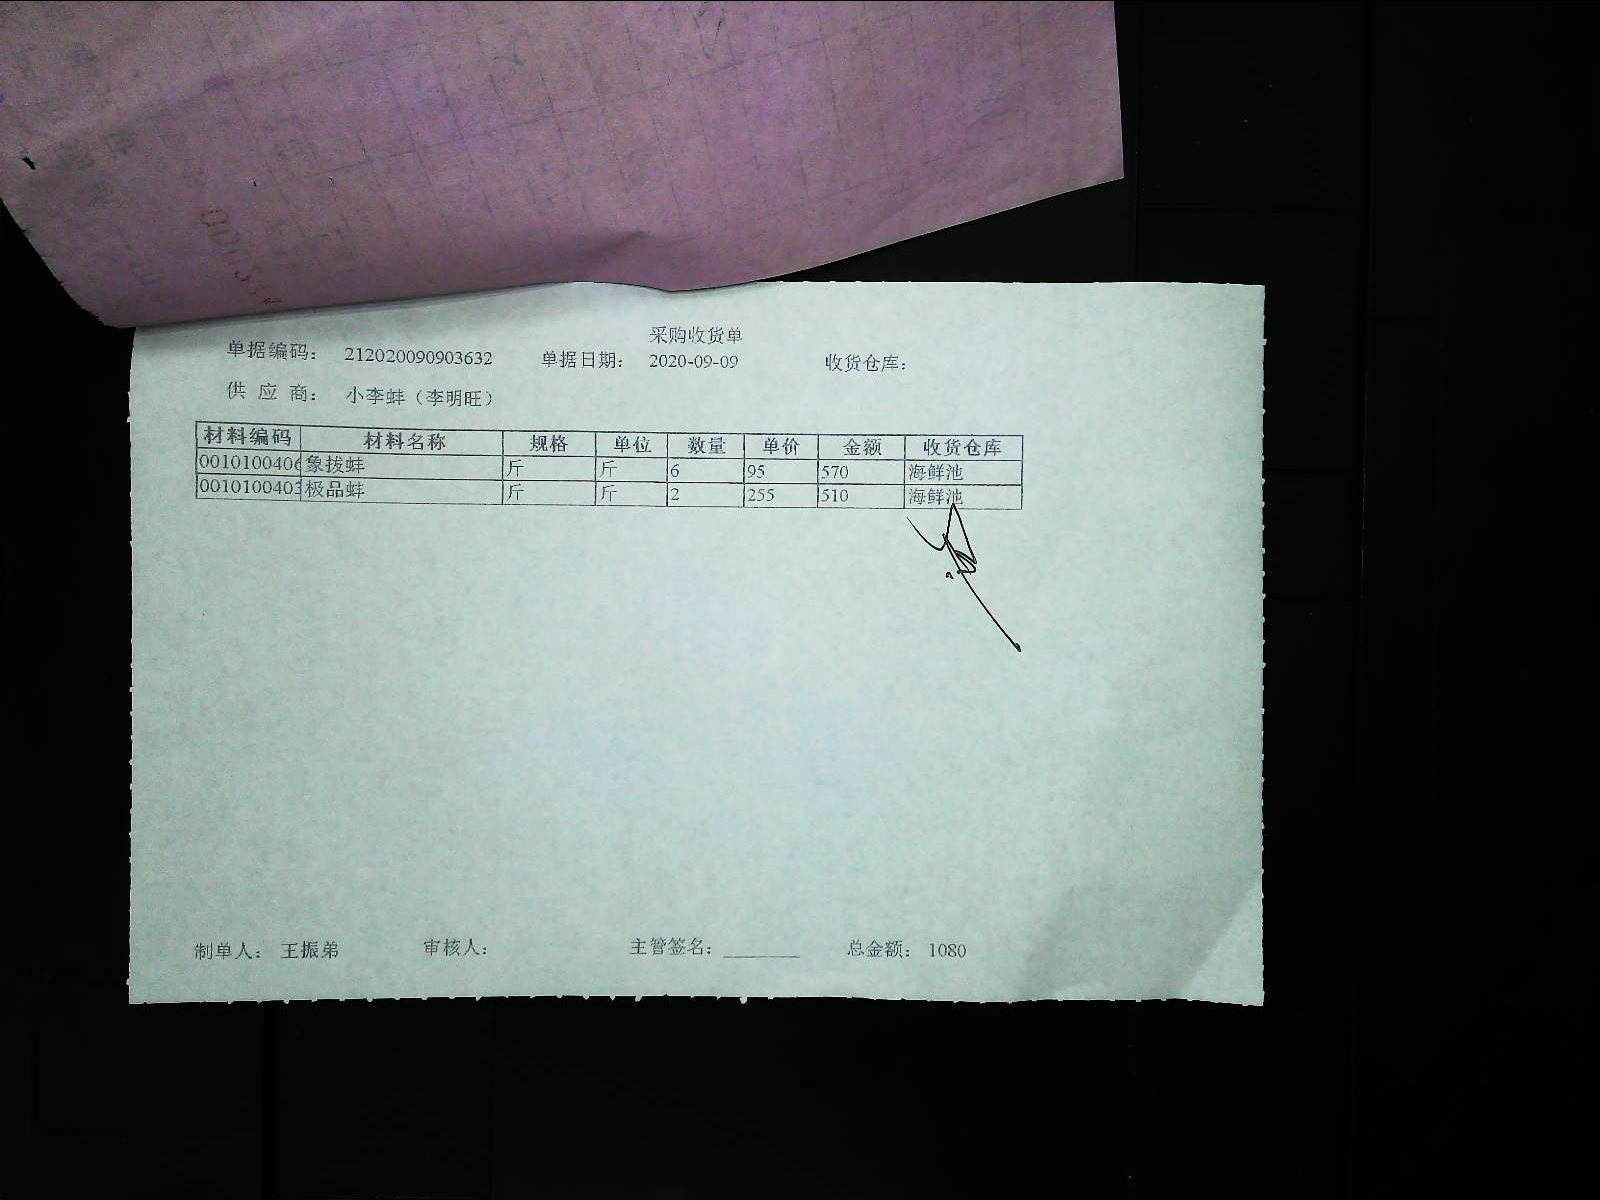 采购收货单
单据编码： 212020090903632 单据日期： 2020-09-09 收货仓库：
供 应 商： 小李蚌（李明旺）
材料编码 材料名称 规格 单位 数量 单价 金额 收货仓库
0010100406 象拔蚌 斤 斤 6 95 570 海鲜池
0010100403 极品蚌 斤 斤 2 255 510 海鲜池
制单人： 王振弟 审核人： 主管签名：________ 总金额： 1080